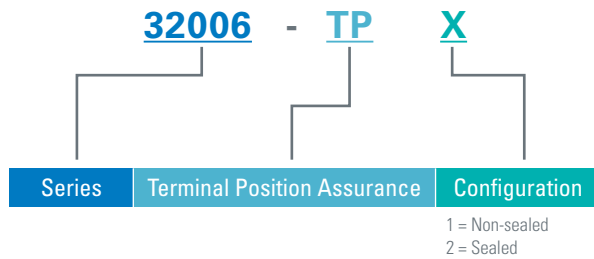 32006 - TP X
Series Terminal Position Assurance Configuration
1 = Non-sealed
2 = Sealed